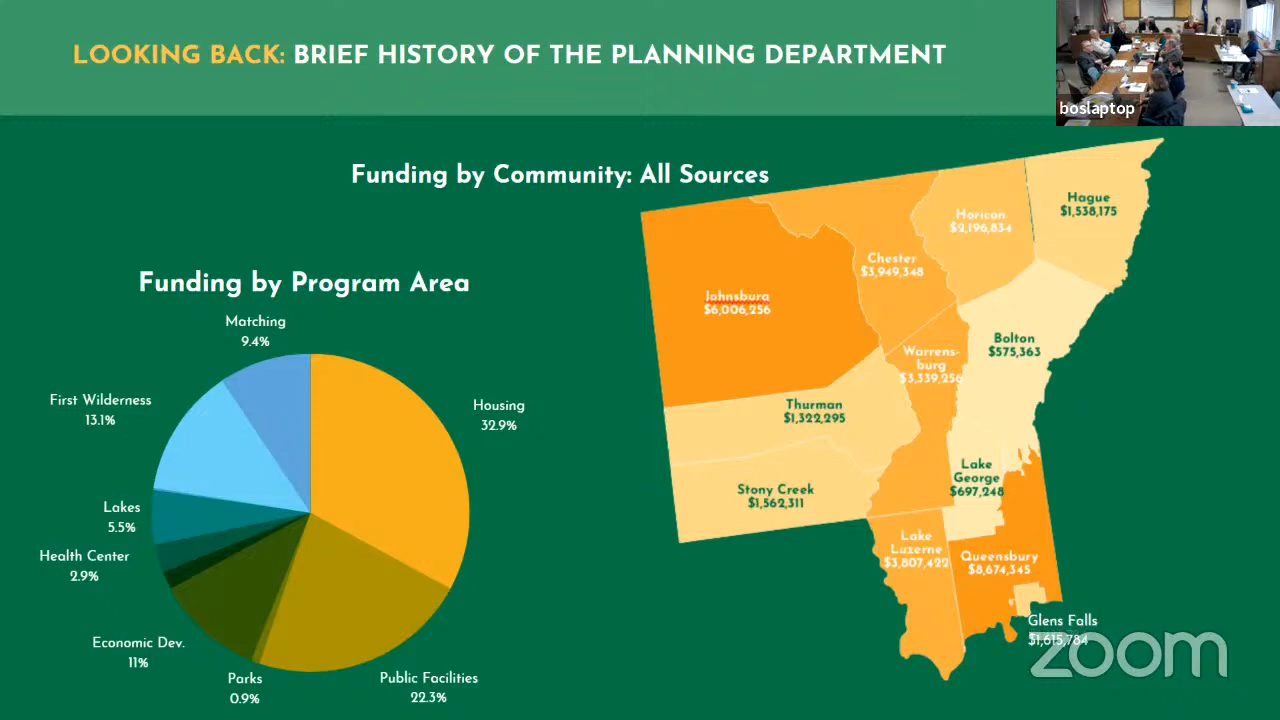 LOOKING BACK: BRIEF HISTORY OF THE PLANNING DEPARTMENT
boslaptop
Funding by Community: All Sources
Funding by Program Area
Matching
9.4%
First Wilderness
13.1%
Housing
32.9%
Lakes
5.5%
Health Center
2.9%
Economic Dev.
11%
Parks
0.9%
Public Facilities
22.3%
Hague
$1,538,175
Horicon
$2,196,834
Chester
$3,949,348
Johnsburg
$6,006,256
Bolton
$575,363
Warrens-
burg
$3,339,256
Thurman
$1,322,295
Lake
George
$697,248
Stony Creek
$1,562,311
Lake
Luzerne
$3,807,422
Queensbury
$8,674,345
Glens Falls
$1,615,784
zoom